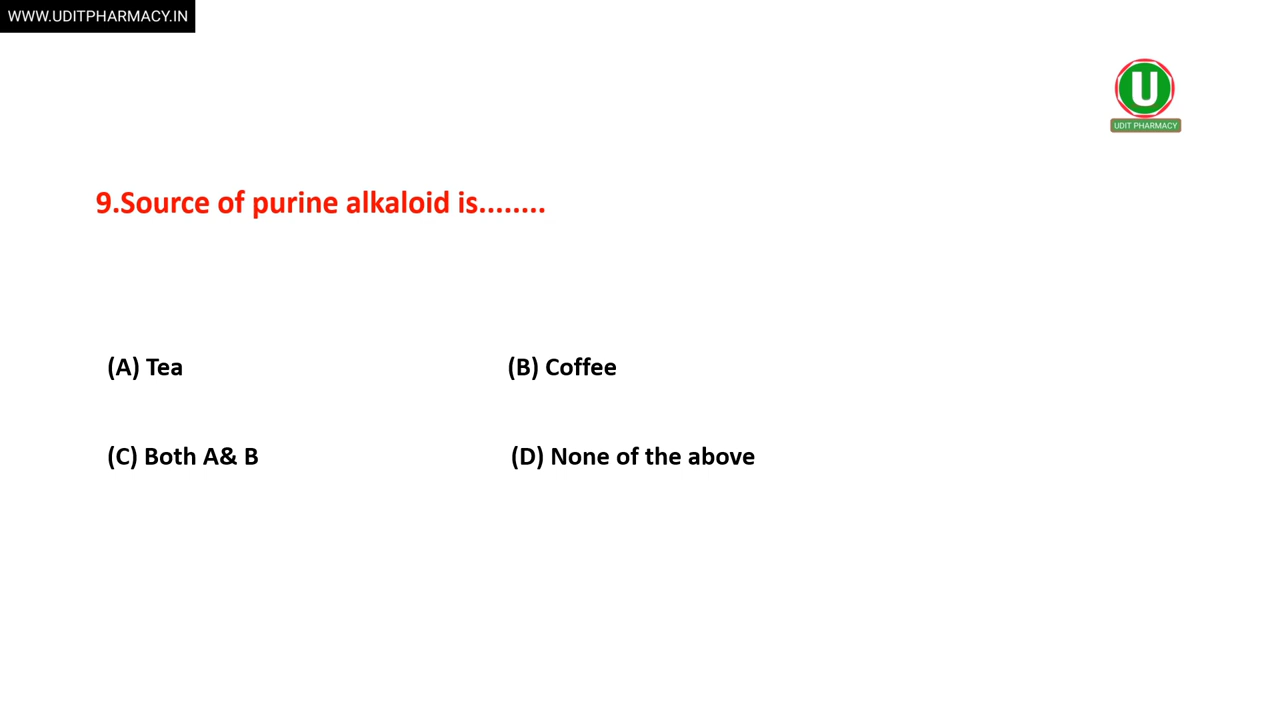 WWW.UDITPHARMACY.IN
U
UDIT PHARMACY
9.Source of purine alkaloid is........
(A) Tea
(B) Coffee
(C) Both A& B
(D) None of the above